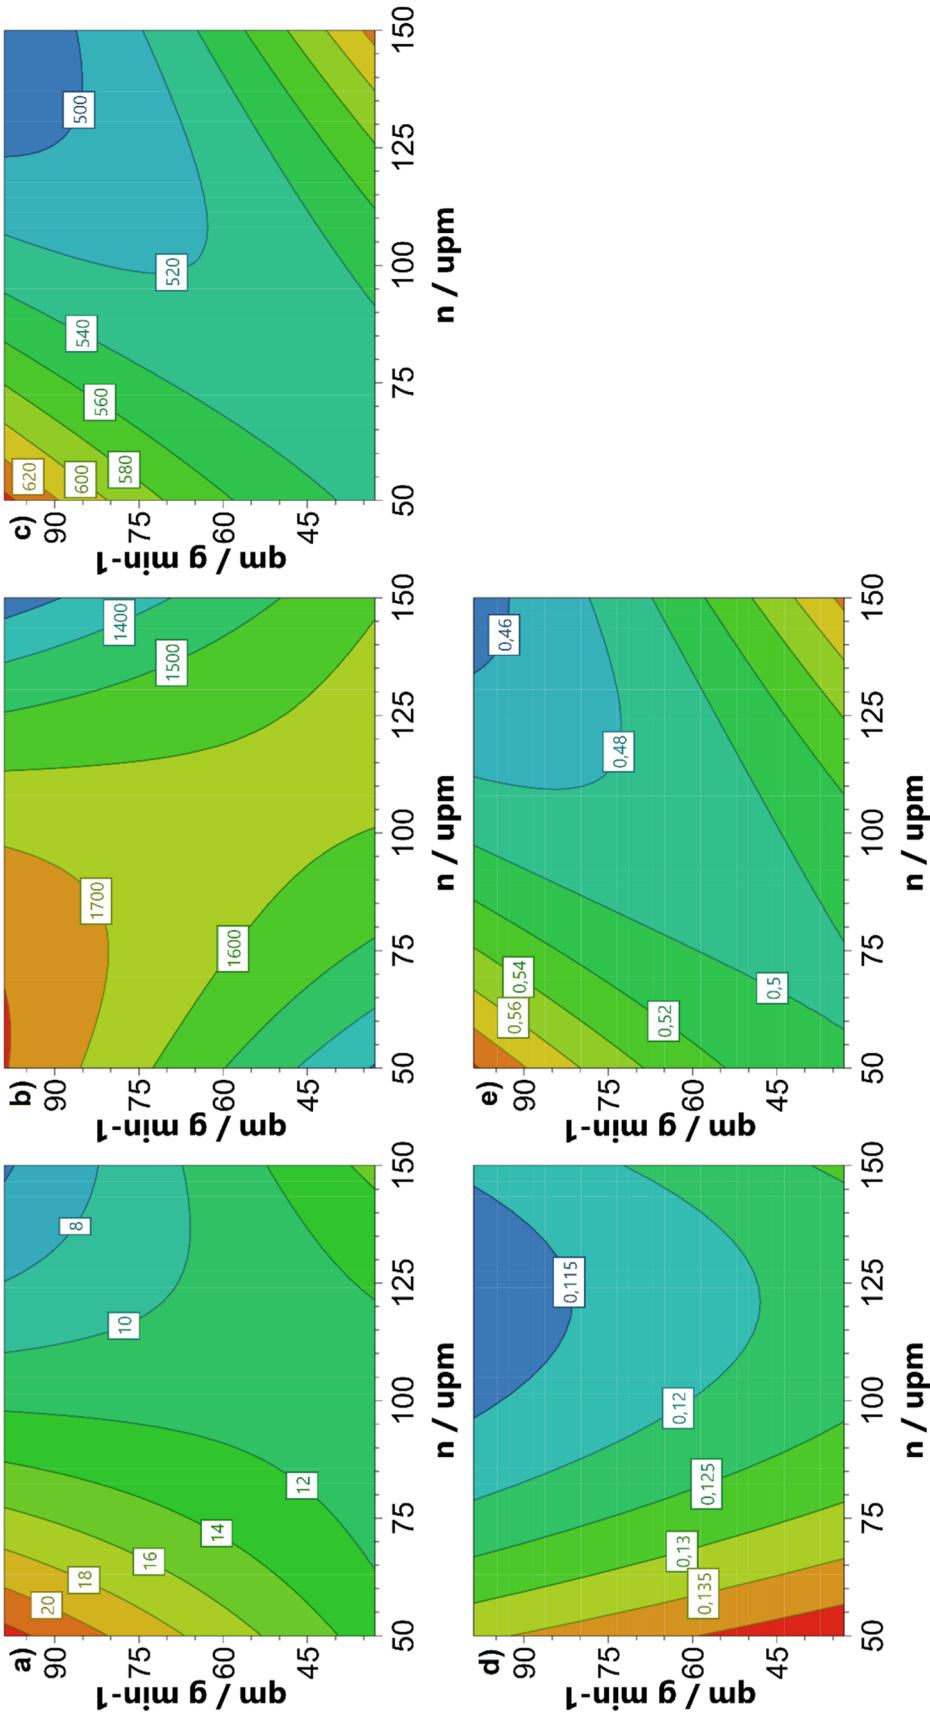 a)
qm / g min-1
90
75
60
45
20
18
16
14
12
10
8
50 75 100 125 150
n / upm
b)
qm / g min-1
90
75
60
45
1700
1600
1500
1400
50 75 100 125 150
n / upm
c)
qm / g min-1
90
75
60
45
620
600
580
560
540
520
500
50 75 100 125 150
n / upm
d)
qm / g min-1
90
75
60
45
0,135
0,13
0,125
0,12
0,115
50 75 100 125 150
n / upm
e)
qm / g min-1
90
75
60
45
0,56
0,54
0,52
0,5
0,48
0,46
50 75 100 125 150
n / upm